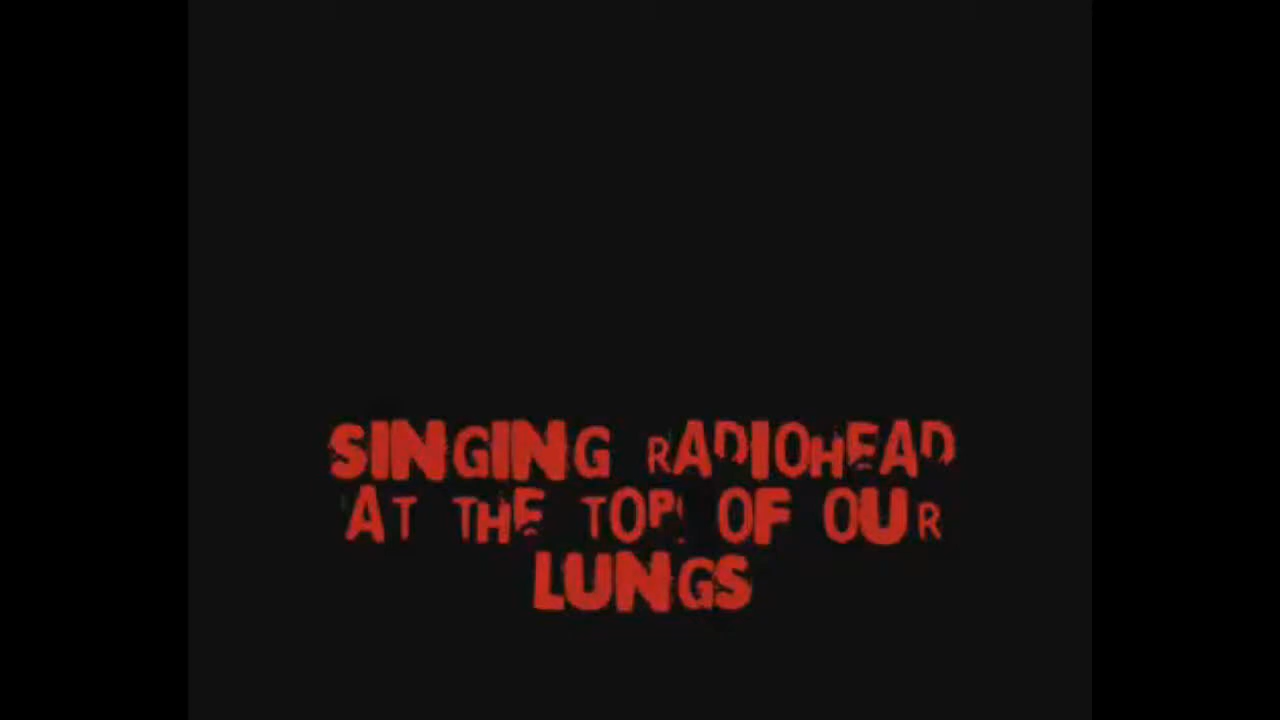 SINGING RADIOHEAD
AT THE TOP OF OUR
LUNGS